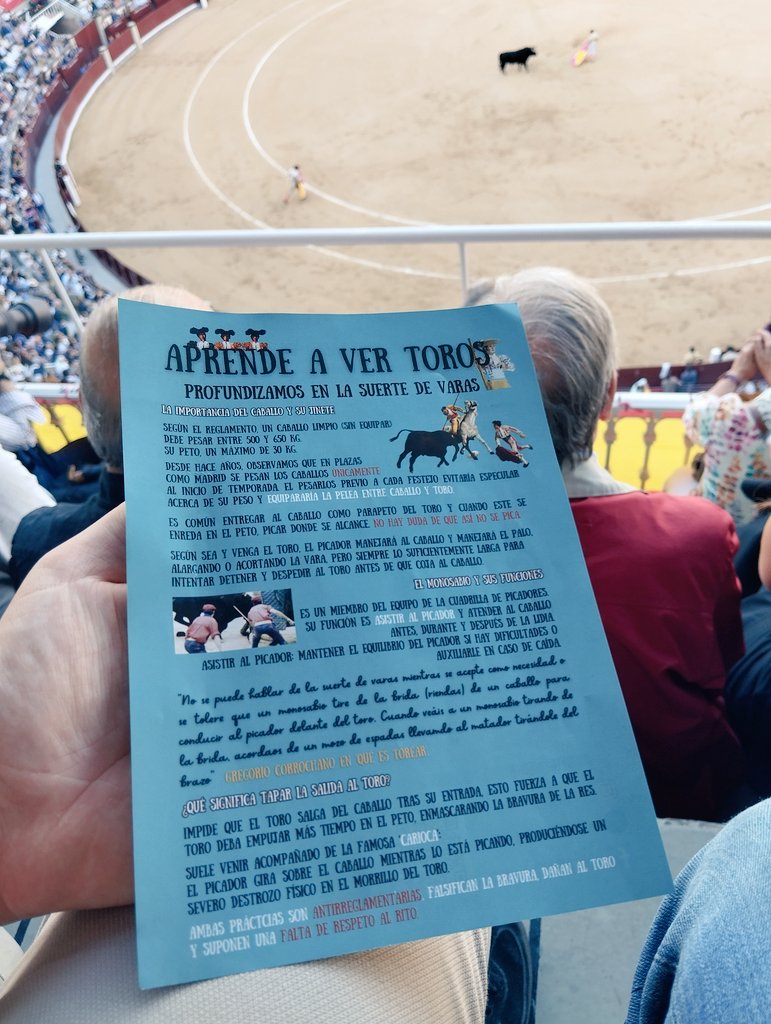 APRENDE A VER TOROS
PROFUNDIZAMOS EN LA SUERTE DE VARAS
LA IMPORTANCIA DEL CABALLO Y SU JINETE
SEGÚN EL REGLAMENTO, UN CABALLO LIMPIO (SIN EQUIPAR)
DEBE PESAR ENTRE 500 Y 650 KG.
SU PETO, UN MÁXIMO DE 30 KG.
DESDE HACE AÑOS, OBSERVAMOS QUE EN PLAZAS
COMO MADRID SE PESAN LOS CABALLOS ÚNICAMENTE
AL INICIO DE TEMPORADA. EL PESARLOS PREVIO A CADA FESTEJO EVITARÍA ESPECULAR
ACERCA DE SU PESO Y EQUIPARARÍA LA PELEA ENTRE CABALLO Y TORO.
ES COMÚN ENTREGAR AL CABALLO COMO PARAPETO DEL TORO Y CUANDO ESTE SE
ENREDA EN EL PETO, PICAR DONDE SE ALCANCE. NO HAY DUDA DE QUE ASÍ NO SE PICA.
SEGÚN SEA Y VENGA EL TORO, EL PICADOR MANEJARÁ AL CABALLO Y MANEJARÁ EL PALO,
ALARGANDO O ACORTANDO LA VARA, PERO SIEMPRE LO SUFICIENTEMENTE LARGA PARA
INTENTAR DETENER Y DESPEDIR AL TORO ANTES DE QUE COJA AL CABALLO.
EL MONOSABIO Y SUS FUNCIONES
ES UN MIEMBRO DEL EQUIPO DE LA CUADRILLA DE PICADORES.
SU FUNCIÓN ES ASISTIR AL PICADOR Y ATENDER AL CABALLO
ANTES, DURANTE Y DESPUÉS DE LA LIDIA.
ASISTIR AL PICADOR: MANTENER EL EQUILIBRIO DEL PICADOR SI HAY DIFICULTADES O
AUXILIARLE EN CASO DE CAÍDA.
"No se puede hablar de la suerte de varas mientras se acepte como necesidad o
se tolere que un monosabio tire de la brida (riendas) de un caballo para
conducir al picador delante del toro. Cuando veáis a un monosabio tirando de
la brida, acordaos de un mozo de espadas llevando al matador tirándole del
brazo" GREGORIO CORROCHANO EN QUE ES TOREAR.
¿QUÉ SIGNIFICA TAPAR LA SALIDA AL TORO?
IMPIDE QUE EL TORO SALGA DEL CABALLO TRAS SU ENTRADA. ESTO FUERZA A QUE EL
TORO DEBA EMPUJAR MÁS TIEMPO EN EL PETO, ENMASCARANDO LA BRAVURA DE LA RES.
SUELE VENIR ACOMPAÑADO DE LA FAMOSA "CARIOCA":
EL PICADOR GIRA SOBRE EL CABALLO MIENTRAS LO ESTÁ PICANDO, PRODUCIÉNDOSE UN
SEVERO DESTROZO FÍSICO EN EL MORRILLO DEL TORO.
AMBAS PRÁCTCIAS SON ANTIRREGLAMENTARIAS, FALSIFICAN LA BRAVURA, DAÑAN AL TORO
Y SUPONEN UNA FALTA DE RESPETO AL RITO.